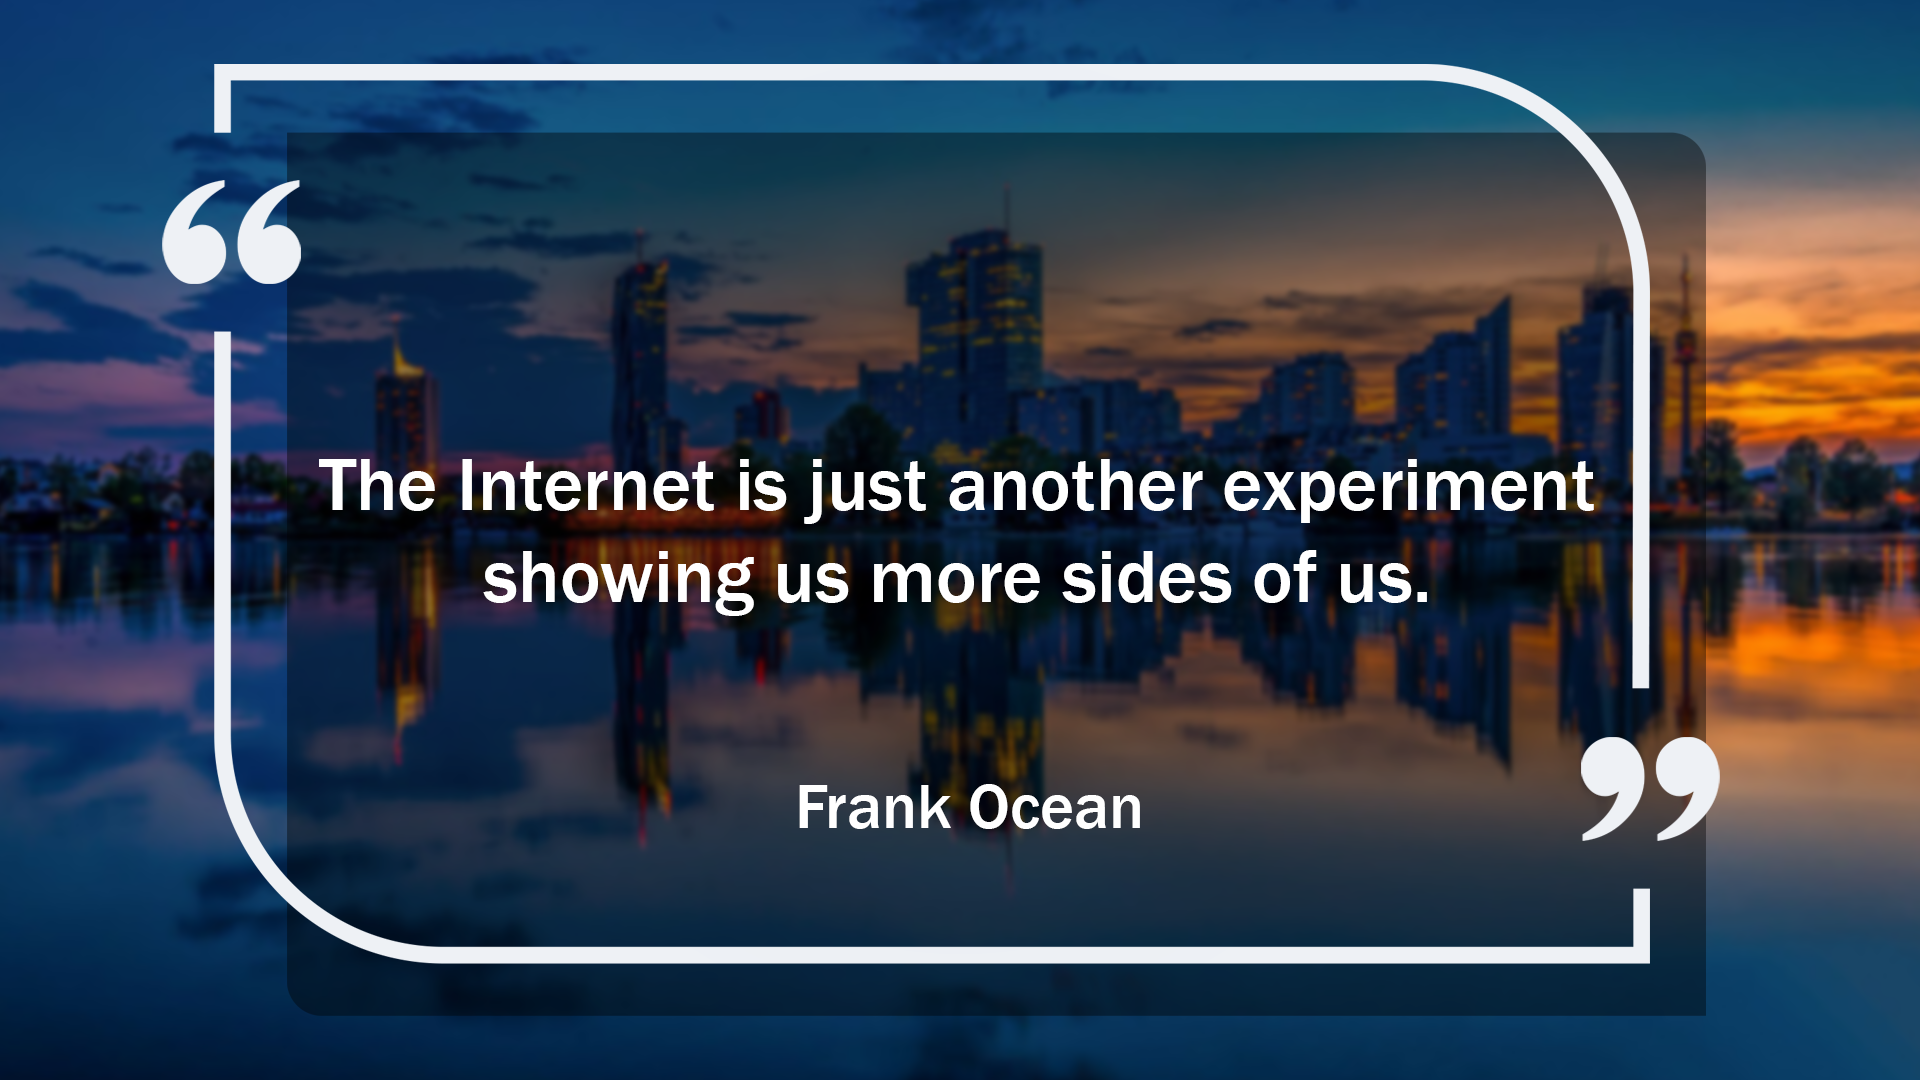 “
The Internet is just another experiment
showing us more sides of us.
Frank Ocean
”